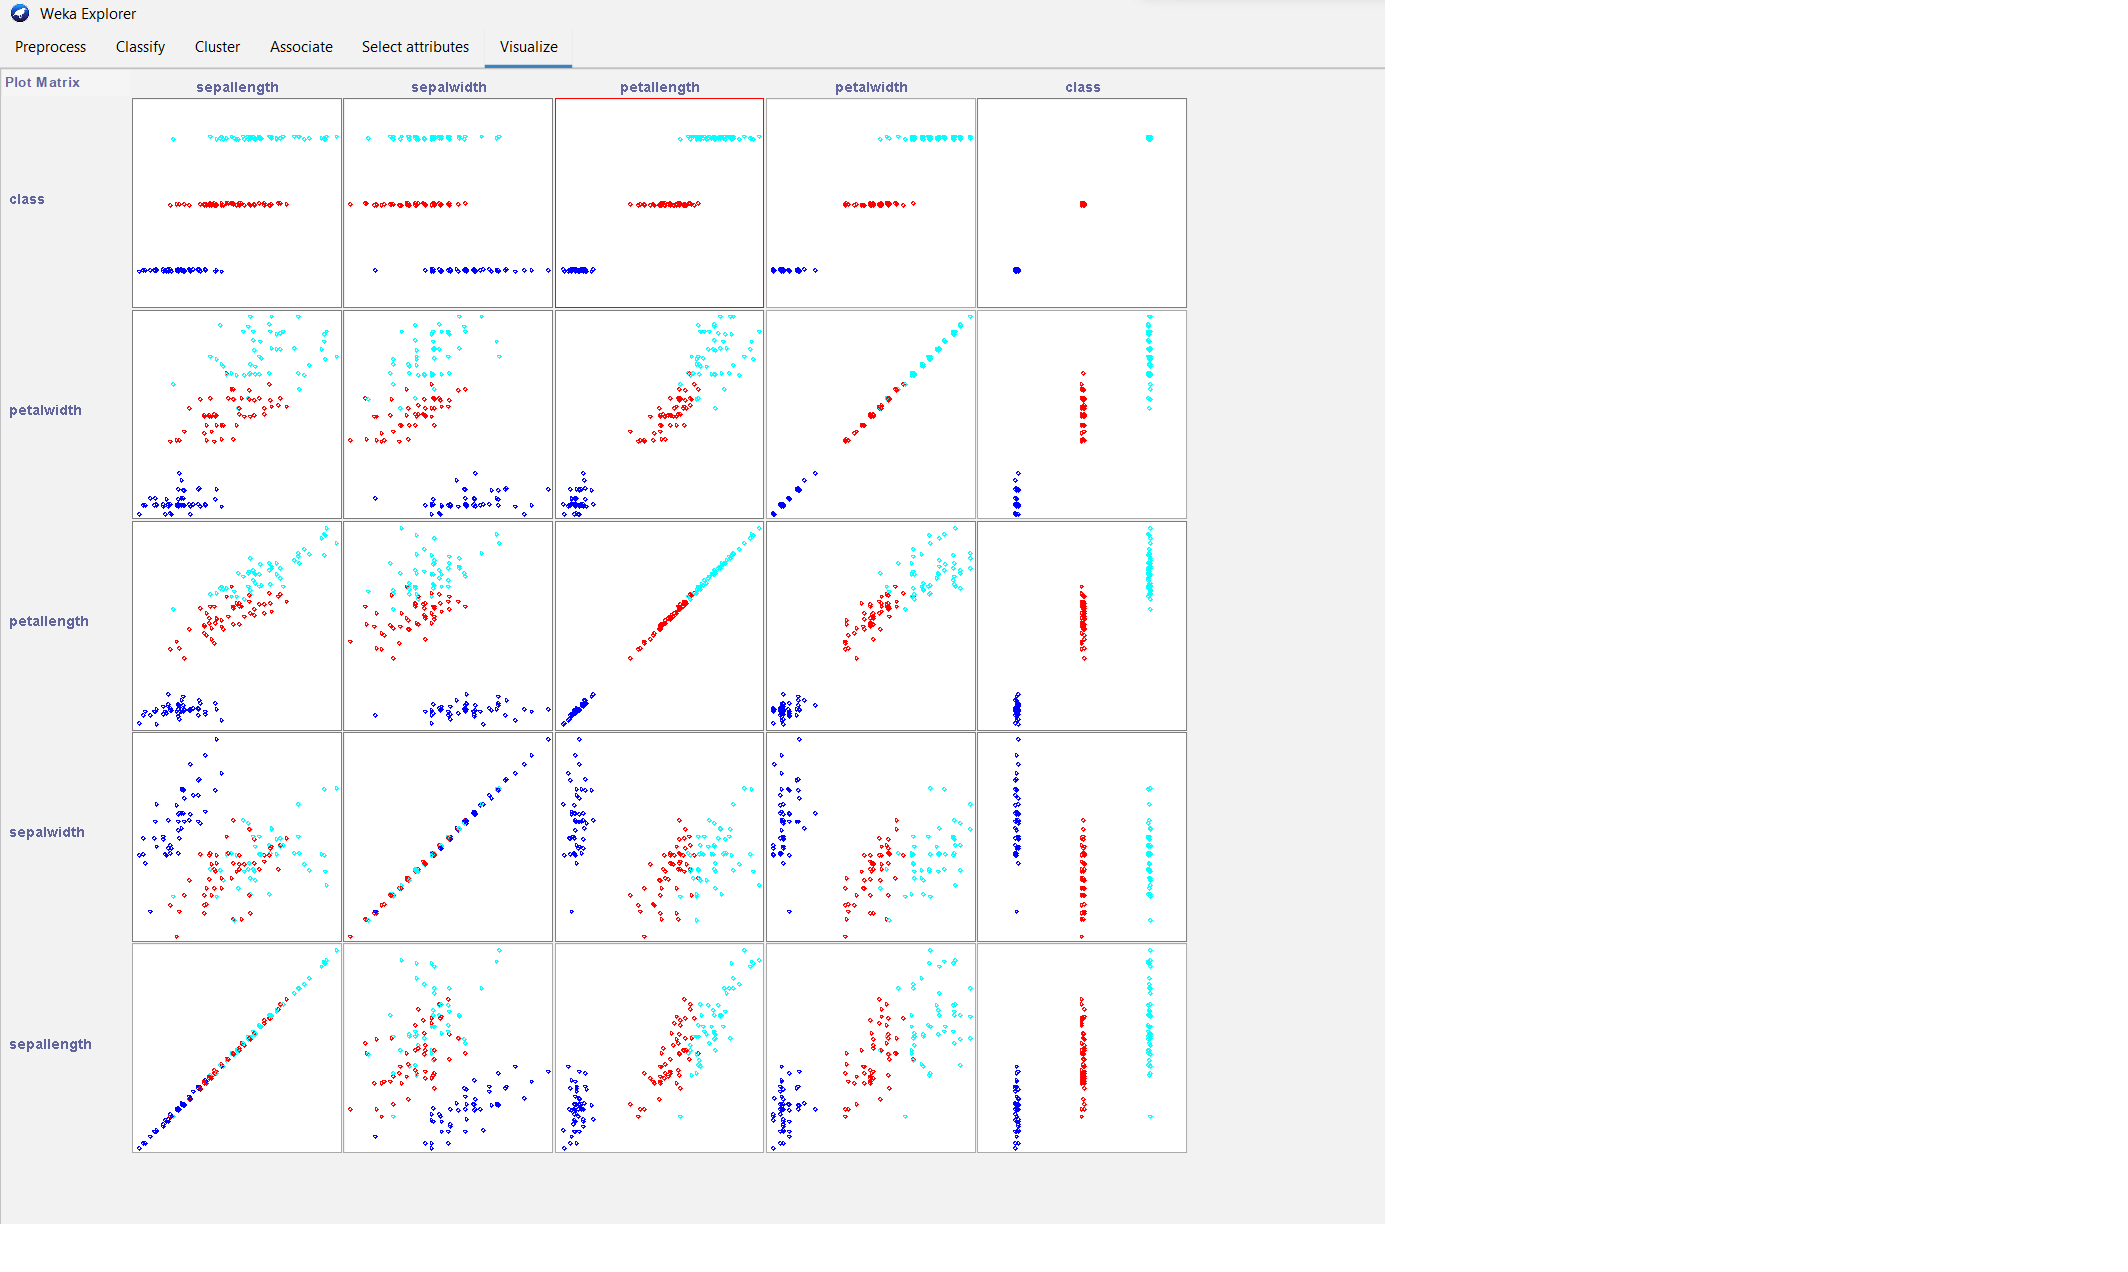 Weka Explorer
Preprocess Classify Cluster Associate Select attributes Visualize
Plot Matrix
sepallength sepalwidth petallength petalwidth class
class
petalwidth
petallength
sepalwidth
sepallength